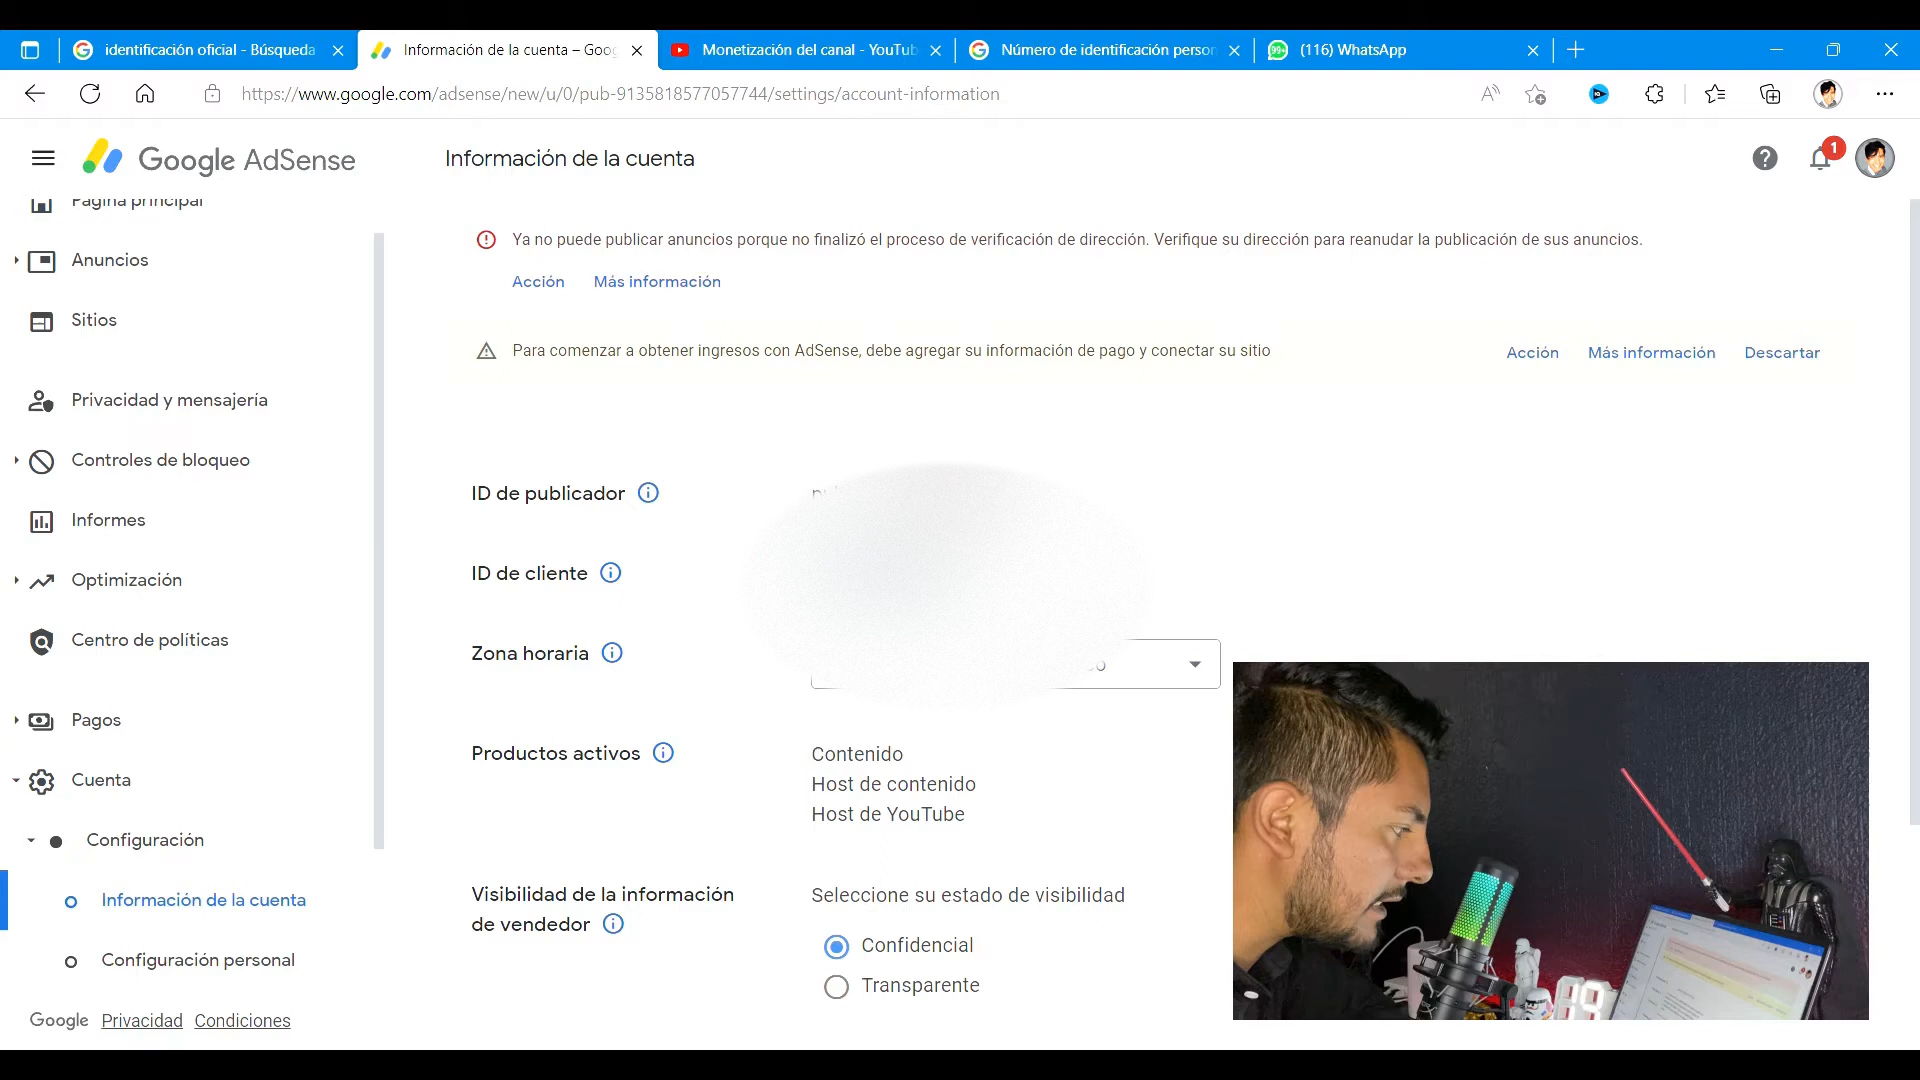 identificación oficial - Búsqueda
Información de la cuenta – Goog
Monetización del canal - YouTub
Número de identificación person
(116) WhatsApp
https://www.google.com/adsense/new/u/0/pub-9135818577057744/settings/account-information
Google AdSense
Información de la cuenta
1
Página principal
Anuncios
Sitios
Privacidad y mensajería
Controles de bloqueo
Informes
Optimización
Centro de políticas
Pagos
Cuenta
Configuración
Información de la cuenta
Configuración personal
Google Privacidad Condiciones
Ya no puede publicar anuncios porque no finalizó el proceso de verificación de dirección. Verifique su dirección para reanudar la publicación de sus anuncios.
Acción Más información
Para comenzar a obtener ingresos con AdSense, debe agregar su información de pago y conectar su sitio
Acción Más información Descartar
ID de publicador
ID de cliente
Zona horaria
Productos activos
Contenido
Host de contenido
Host de YouTube
Visibilidad de la información
de vendedor
Seleccione su estado de visibilidad
Confidencial
Transparente